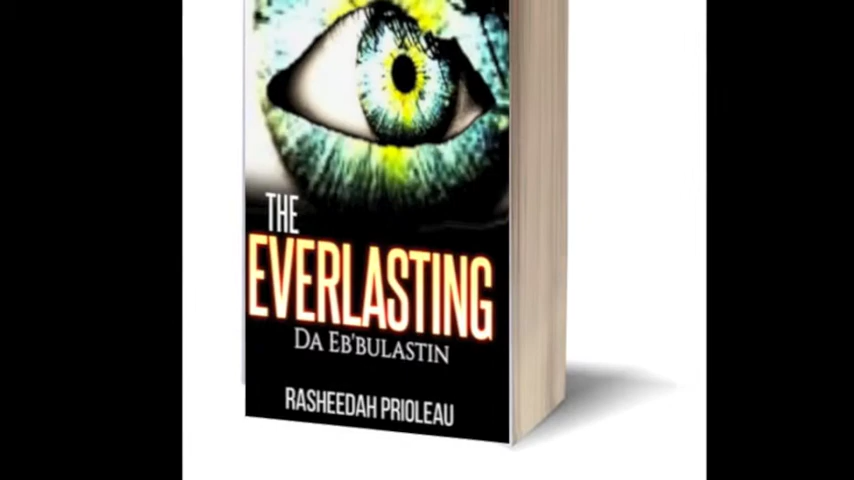 THE
EVERLASTING
DA EB'BULASTIN
RASHEEDAH PRIOLEAU